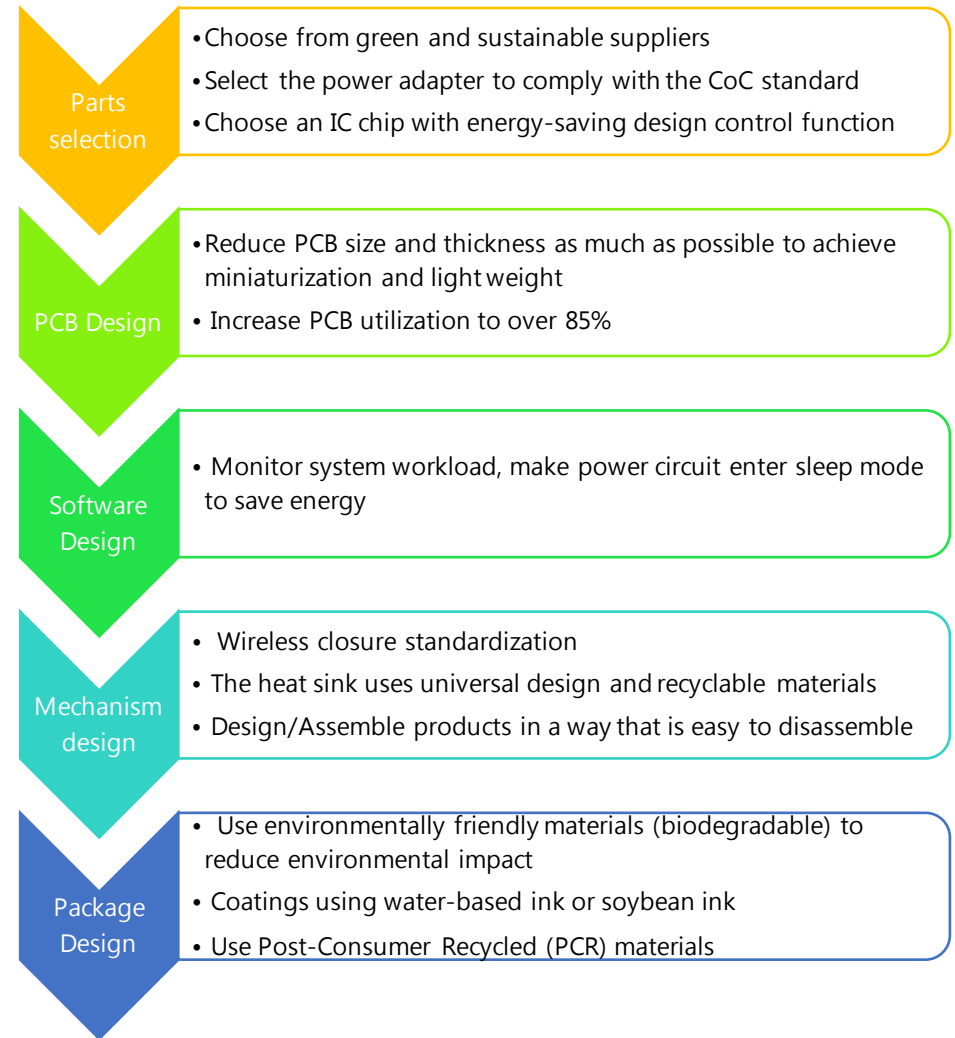 Parts
selection
•Choose from green and sustainable suppliers
•Select the power adapter to comply with the CoC standard
•Choose an IC chip with energy-saving design control function
PCB Design
•Reduce PCB size and thickness as much as possible to achieve
miniaturization and light weight
• Increase PCB utilization to over 85%
Software
Design
• Monitor system workload, make power circuit enter sleep mode
to save energy
Mechanism
design
• Wireless closure standardization
• The heat sink uses universal design and recyclable materials
• Design/Assemble products in a way that is easy to disassemble
Package
Design
• Use environmentally friendly materials (biodegradable) to
reduce environmental impact
• Coatings using water-based ink or soybean ink
• Use Post-Consumer Recycled (PCR) materials